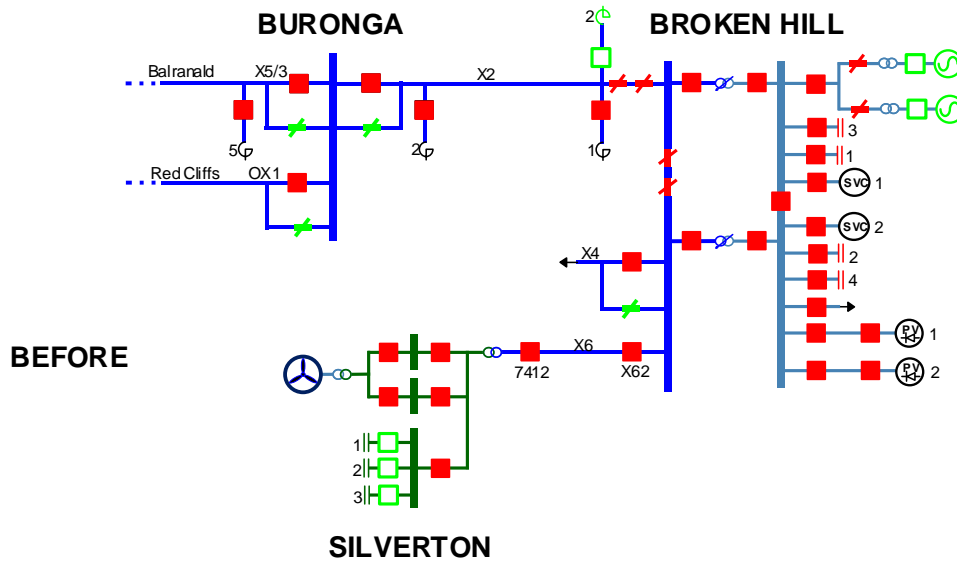 BURONGA
2
BROKEN HILL
Balranald
X5/3
X2
5
2
1
3
1
SVC 1
Red Cliffs
OX1
SVC 2
2
X4
4
PV 1
BEFORE
X6
7412
X62
PV 2
1
2
3
SILVERTON